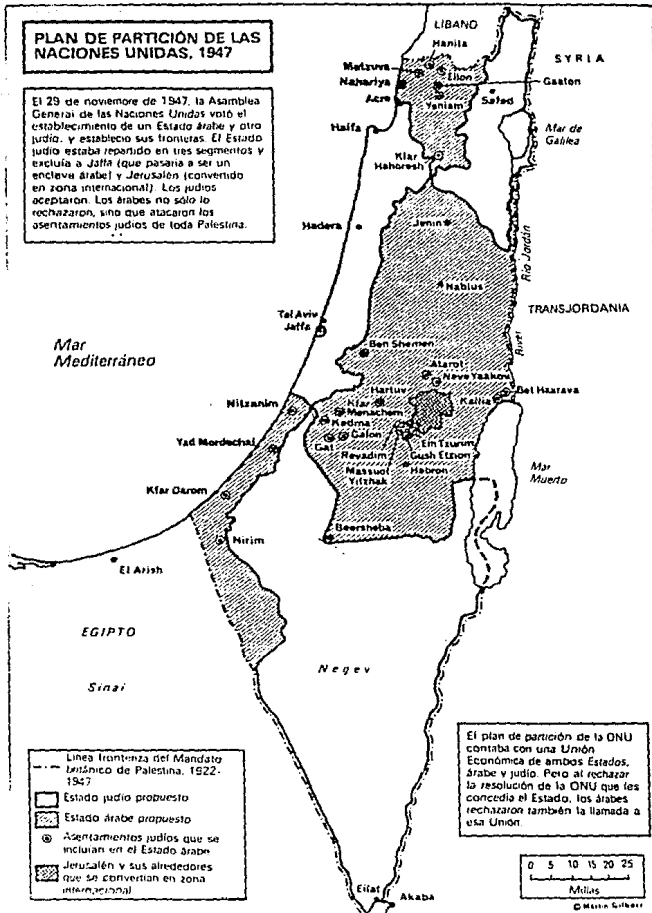 PLAN DE PARTICIÓN DE LAS
NACIONES UNIDAS, 1947
El 29 de noviembre de 1947, la Asamblea
General de las Naciones Unidas votó el
establecimiento de un Estado árabe y otro
judío, y estableció sus fronteras. El Estado
judío estaba repartido en tres segmentos y
excluía a Jaffa (que pasaría a ser un
enclave árabe) y Jerusalén (convertido
en zona internacional). Los judíos
aceptaron. Los árabes no sólo lo
rechazaron, sino que atacaron los
asentamientos judíos de toda Palestina.
LIBANO
Hanita
SYRIA
Matzuva
Eilon
Nahariya
Gaaton
Acre
Yehiam
Safed
Haifa
Mar de
Galilea
Kfar
Hahoresh
Hadera
Jenin
Río Jordán
Nablus
TRANSJORDANIA
Tel Aviv
Jaffa
Mar
Mediterráneo
Ben Shemen
River
Atarot
Neve Yaakov
Hartuv
Bet Haarava
Kallia
Nitzanim
Kfar
Menachem
Kedma
Galon
Gat
Ein Tzurim
Revadim
Gush Etzion
Massuot
Yitzhak
Hebron
Yad Mordechai
Mar
Muerto
Kfar Darom
Beersheba
Nirim
El Arish
EGIPTO
Sinai
Negev
Línea fronteriza del Mandato
británico de Palestina, 1922-
1947
Estado judío propuesto
Estado árabe propuesto
Asentamientos judíos que se
incluían en el Estado árabe
Jerusalén y sus alrededores
que se convertían en zona
internacional
El plan de partición de la ONU
contaba con una Unión
Económica de ambos Estados,
árabe y judío. Pero al rechazar
la resolución de la ONU que les
concedía el Estado, los árabes
rechazaron también la llamada a
esa Unión.
0 5 10 15 20 25
Millas
© Martin Gilbert
Eilat
Akaba